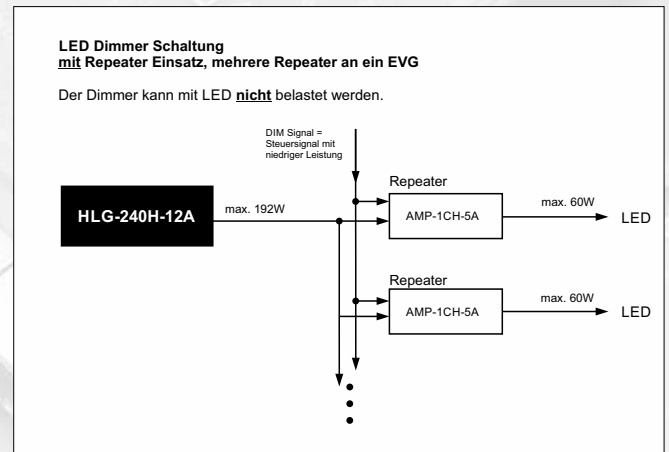 LED Dimmer Schaltung
mit Repeater Einsatz, mehrere Repeater an ein EVG
Der Dimmer kann mit LED nicht belastet werden.
DIM Signal =
Steuersignal mit
niedriger Leistung
Repeater
HLG-240H-12A
max. 192W
AMP-1CH-5A
max. 60W
LED
Repeater
AMP-1CH-5A
max. 60W
LED